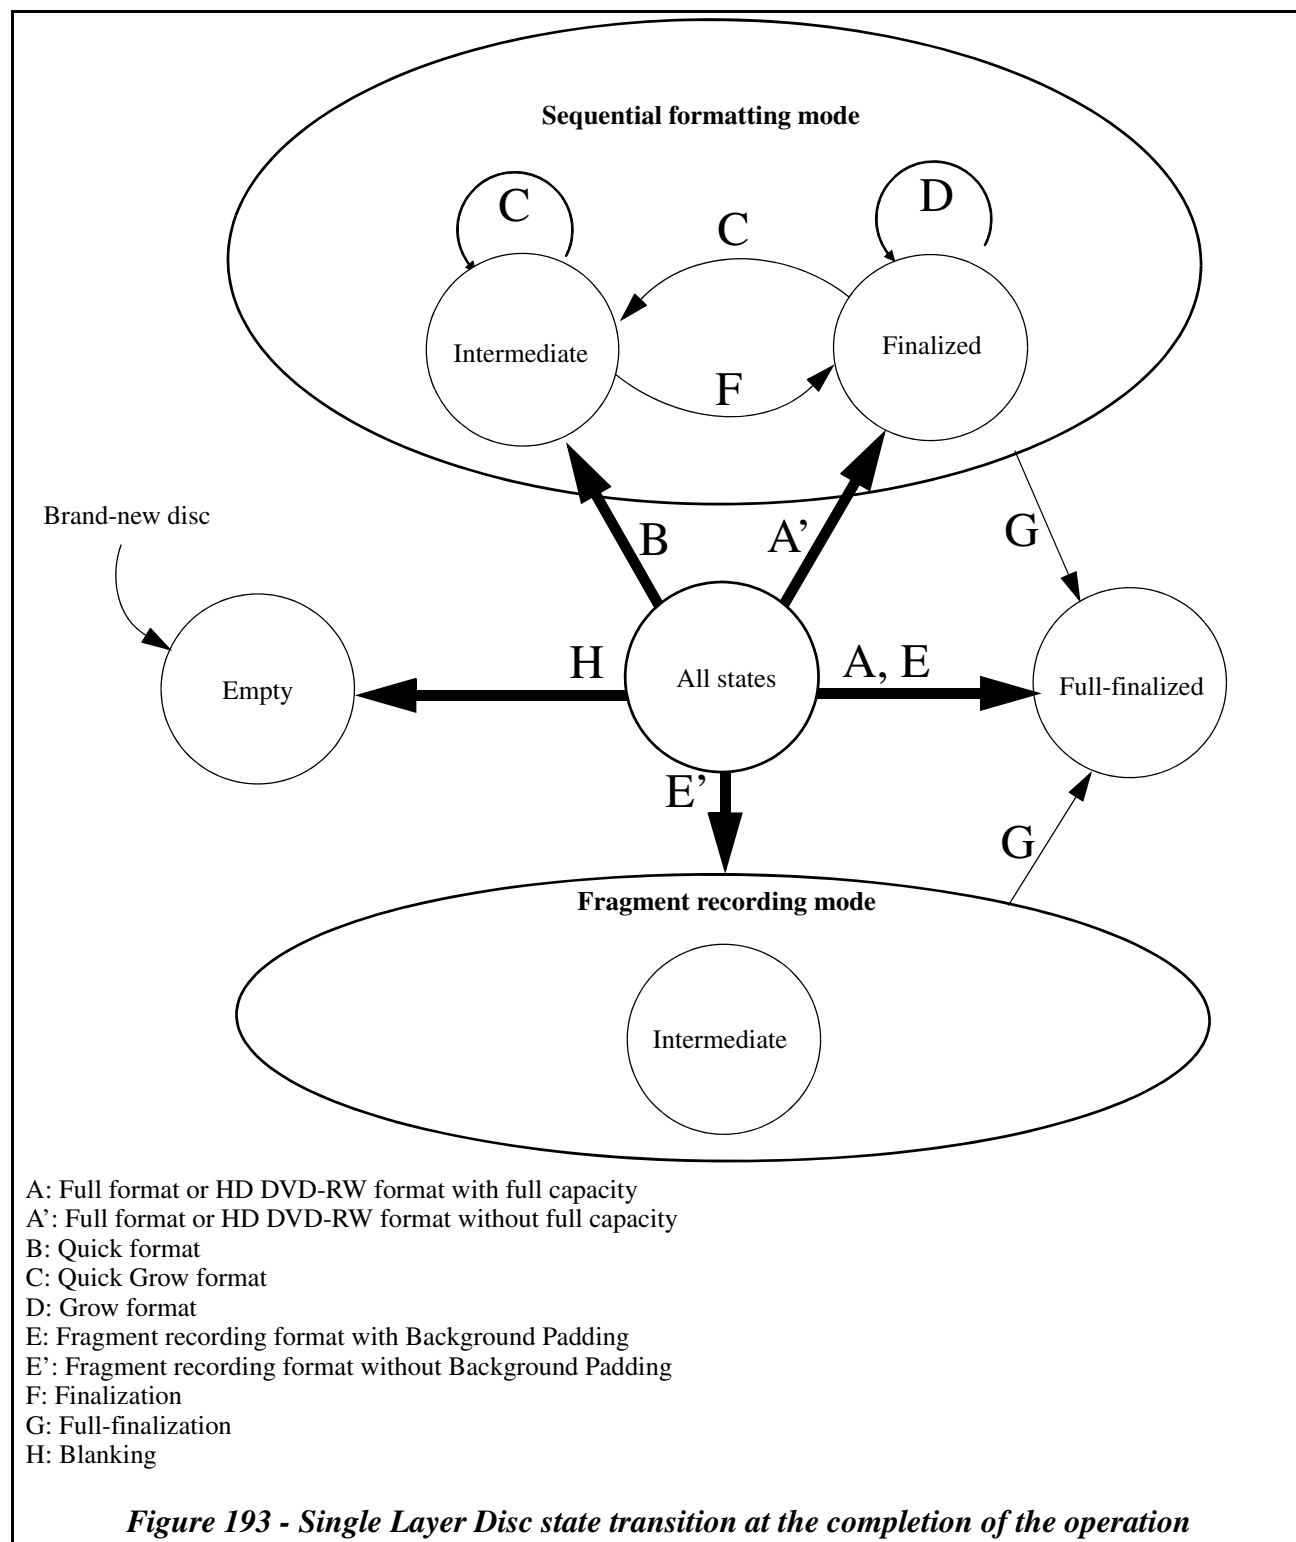 Sequential formatting mode
C
D
C
Intermediate
Finalized
F
Brand-new disc
B
A’
G
H
All states
A, E
Empty
Full-finalized
E’
G
Fragment recording mode
Intermediate
A: Full format or HD DVD-RW format with full capacity
A’: Full format or HD DVD-RW format without full capacity
B: Quick format
C: Quick Grow format
D: Grow format
E: Fragment recording format with Background Padding
E’: Fragment recording format without Background Padding
F: Finalization
G: Full-finalization
H: Blanking
Figure 193 - Single Layer Disc state transition at the completion of the operation